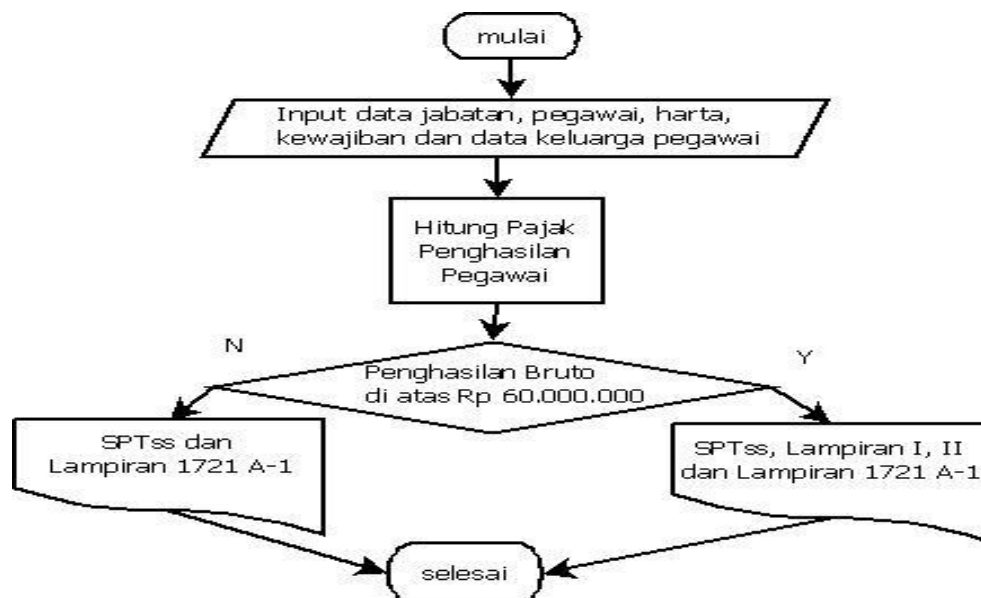 mulai
Input data jabatan, pegawai, harta,
kewajiban dan data keluarga pegawai
Hitung Pajak
Penghasilan
Pegawai
N
Y
Penghasilan Bruto
di atas Rp 60.000.000
SPTss dan
Lampiran 1721 A-1
SPTss, Lampiran I, II
dan Lampiran 1721 A-1
selesai